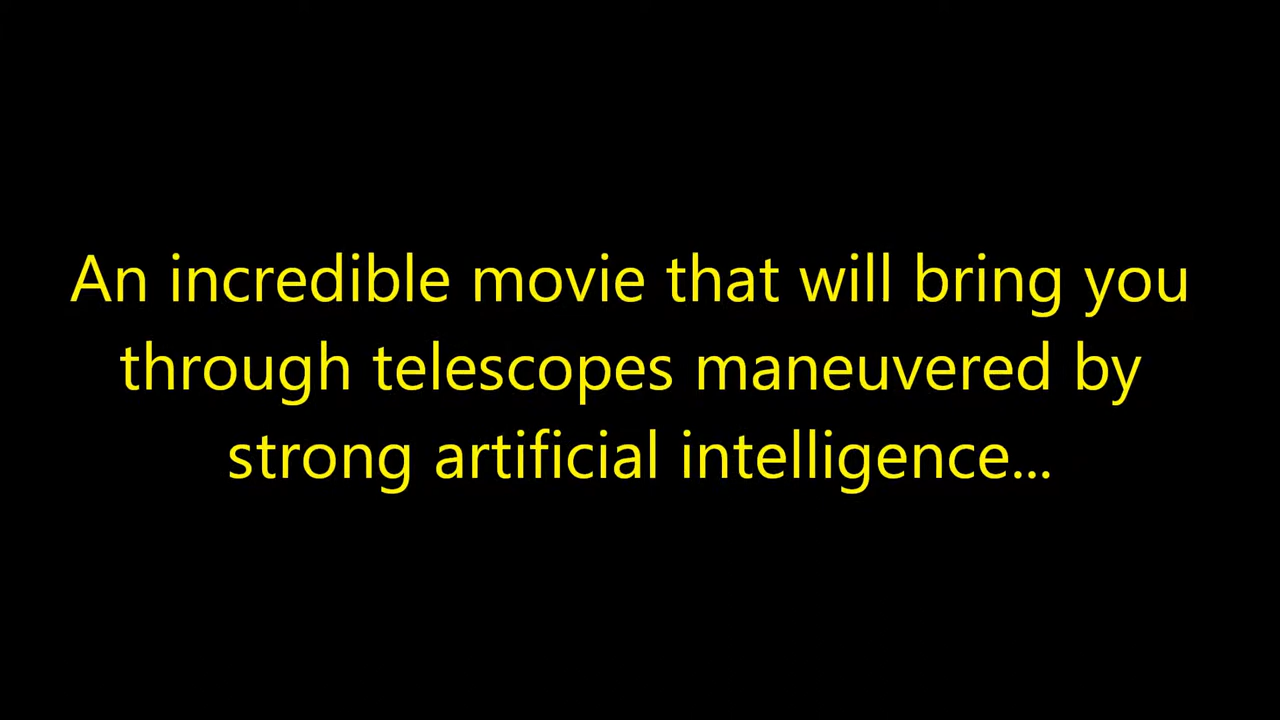 An incredible movie that will bring you
through telescopes maneuvered by
strong artificial intelligence...